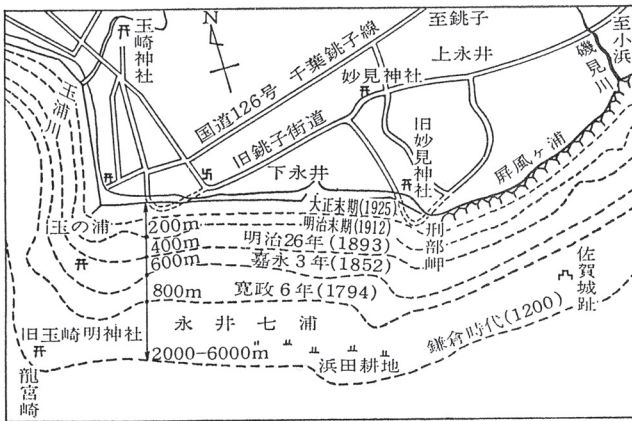 玉崎神社
N
至銚子
至小浜
千葉銚子線
国道126号
上永井
磯見川
妙見神社
玉浦川
旧銚子街道
旧妙見神社
屏風ヶ浦
下永井
大正末期(1925)
玉の浦
200m
明治末期(1912)
刑部岬
400m
明治26年(1893)
600m
嘉永3年(1852)
佐賀城趾
800m
寛政6年(1794)
旧玉崎明神社
永井七浦
鎌倉時代(1200)
2000-6000m
浜田耕地
龍宮崎